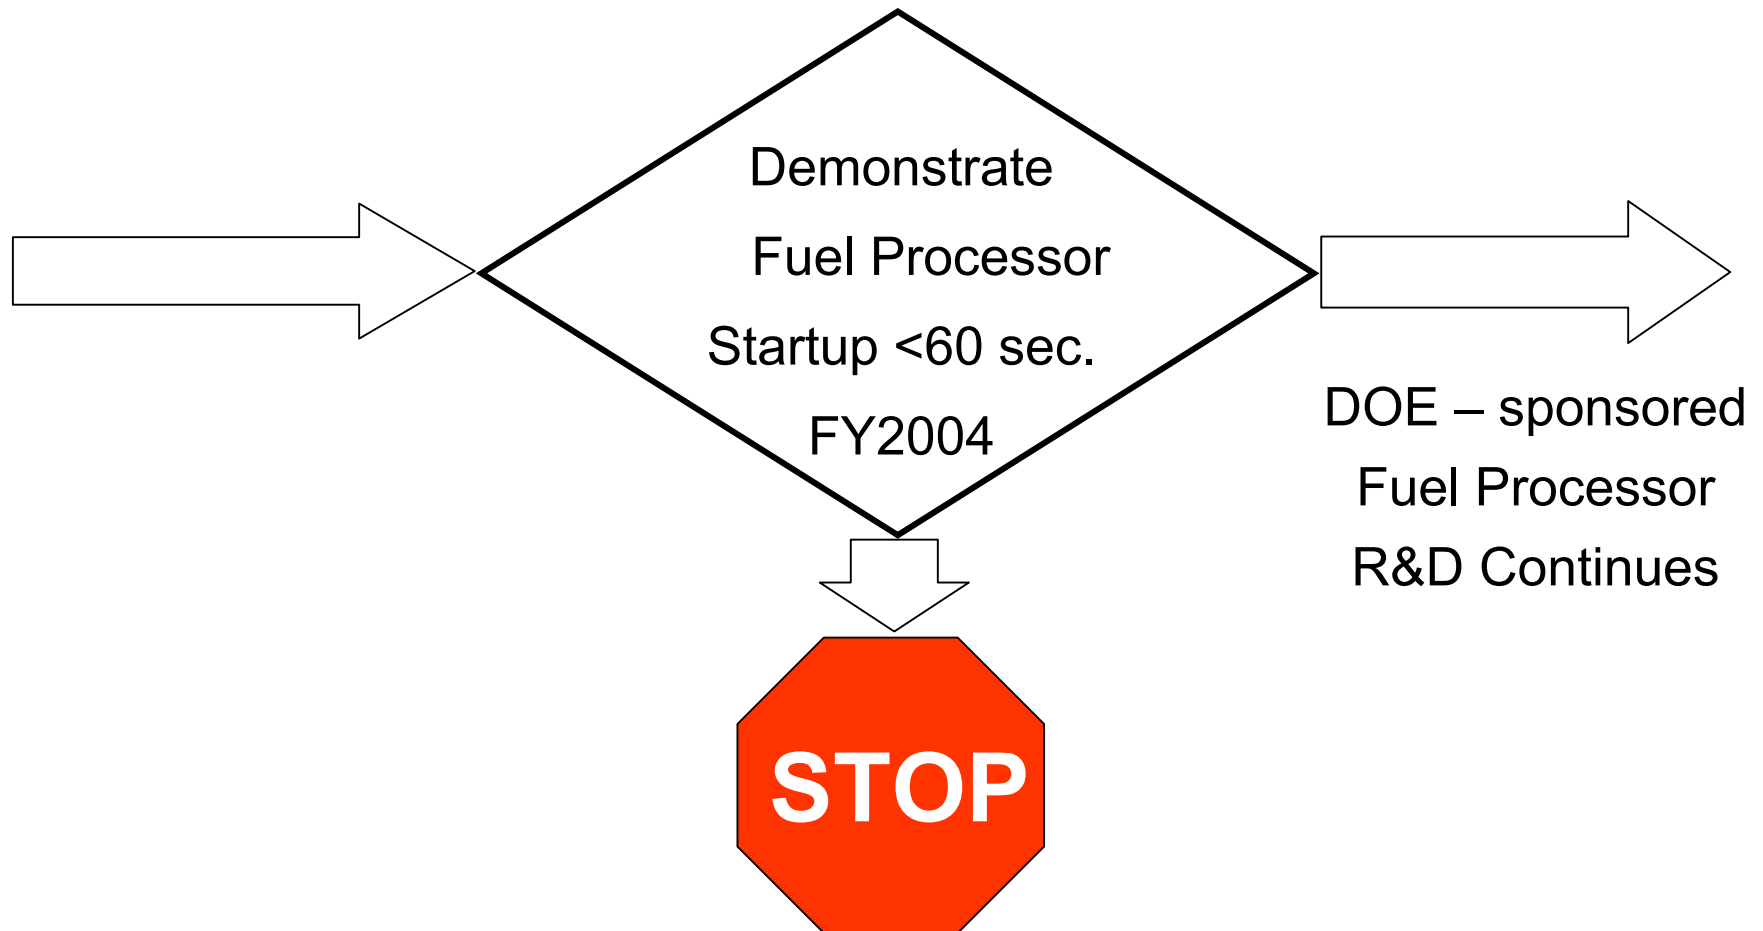 Demonstrate
Fuel Processor
Startup <60 sec.
FY2004
DOE – sponsored
Fuel Processor
R&D Continues
STOP